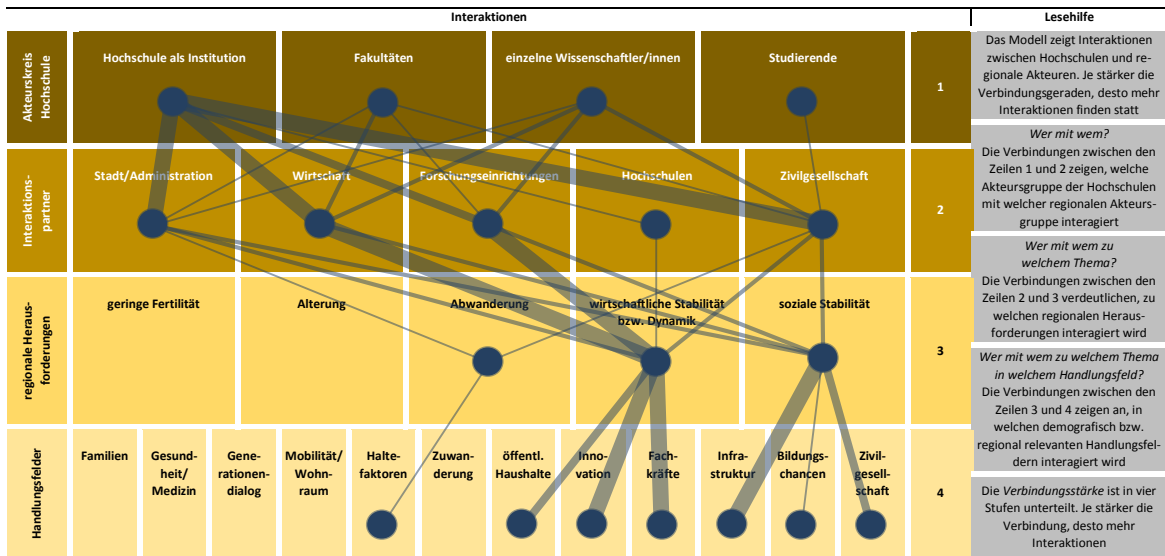 Interaktionen
Lesehilfe
Akteurskreis
Hochschule
Hochschule als Institution
Fakultäten
einzelne Wissenschaftler/innen
Studierende
1
Das Modell zeigt Interaktionen
zwischen Hochschulen und re-
gionale Akteuren. Je stärker die
Verbindungsgeraden, desto mehr
Interaktionen finden statt
Interaktions-
partner
Stadt/Administration
Wirtschaft
Forschungseinrichtungen
Hochschulen
Zivilgesellschaft
2
Wer mit wem?
Die Verbindungen zwischen den
Zeilen 1 und 2 zeigen, welche
Akteursgruppe der Hochschulen
mit welcher regionalen Akteurs-
gruppe interagiert
regionale Heraus-
forderungen
geringe Fertilität
Alterung
Abwanderung
wirtschaftliche Stabilität
bzw. Dynamik
soziale Stabilität
3
Wer mit wem zu
welchem Thema?
Die Verbindungen zwischen den
Zeilen 2 und 3 verdeutlichen, zu
welchen regionalen Heraus-
forderungen interagiert wird
Wer mit wem zu welchem Thema
in welchem Handlungsfeld?
Die Verbindungen zwischen den
Zeilen 3 und 4 zeigen an, in
welchen demografisch bzw.
regional relevanten Handlungsfel-
dern interagiert wird
Handlungsfelder
Familien
Gesund-
heit/
Medizin
Gene-
rationen-
dialog
Mobilität/
Wohn-
raum
Halte-
faktoren
Zuwan-
derung
öffentl.
Haushalte
Inno-
vation
Fach-
kräfte
Infra-
struktur
Bildungs-
chancen
Zivil-
gesell-
schaft
4
Die Verbindungsstärke ist in vier
Stufen unterteilt. Je stärker die
Verbindung, desto mehr
Interaktionen